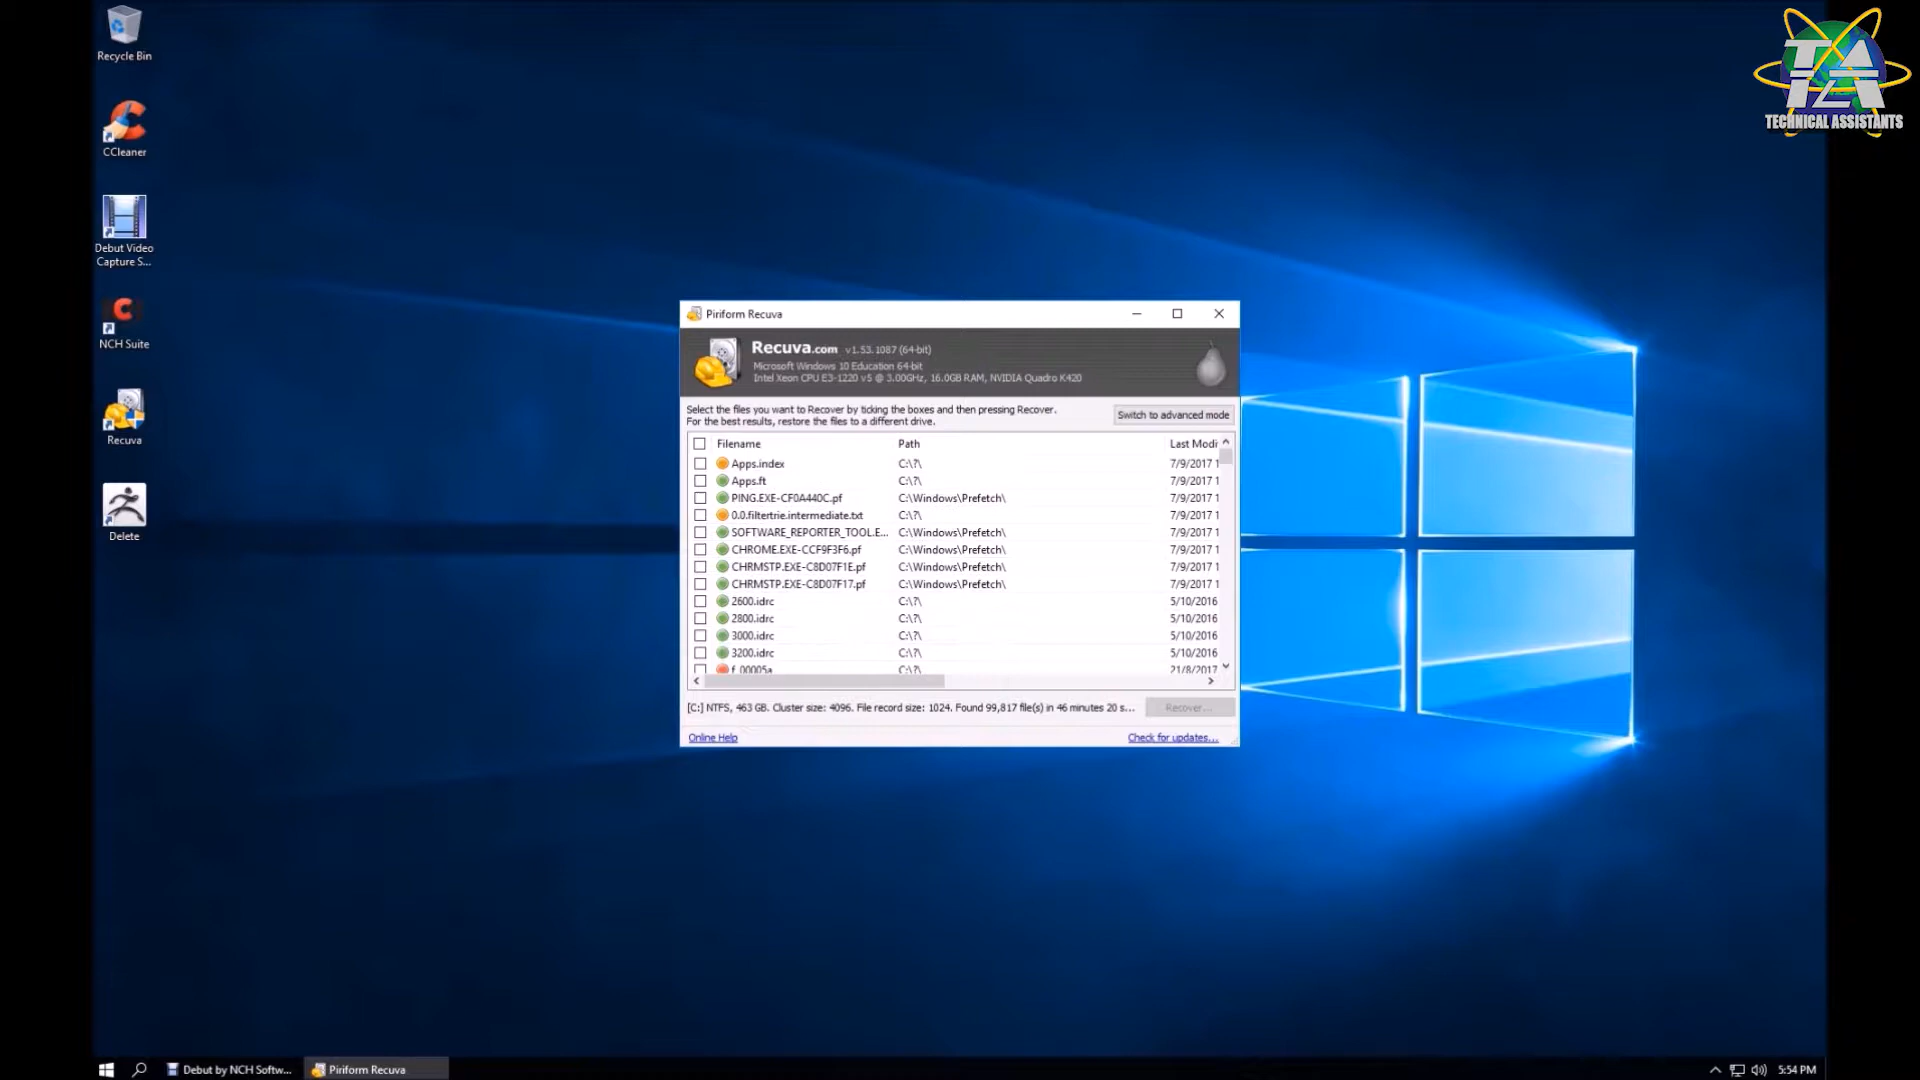 Recycle Bin
CCleaner
Debut Video
Capture S...
NCH Suite
Recuva
Delete
TA
TECHNICAL ASSISTANTS
Piriform Recuva
Recuva.com v1.53.1087 (64-bit)
Microsoft Windows 10 Education 64-bit
Intel Xeon CPU E3-1220 v5 @ 3.00GHz, 16.0GB RAM, NVIDIA Quadro K420
Select the files you want to Recover by ticking the boxes and then pressing Recover.
For the best results, restore the files to a different drive.
Switch to advanced mode
Filename Path Last Modi
Apps.index C:\?\ 7/9/2017 1
Apps.ft C:\?\ 7/9/2017 1
PING.EXE-CF0A440C.pf C:\Windows\Prefetch\ 7/9/2017 1
0.0.filtertrie.intermediate.txt C:\?\ 7/9/2017 1
SOFTWARE_REPORTER_TOOL.E... C:\Windows\Prefetch\ 7/9/2017 1
CHROME.EXE-CCF9F3F6.pf C:\Windows\Prefetch\ 7/9/2017 1
CHRMSTP.EXE-C8D07F1E.pf C:\Windows\Prefetch\ 7/9/2017 1
CHRMSTP.EXE-C8D07F17.pf C:\Windows\Prefetch\ 7/9/2017 1
2600.idrc C:\?\ 5/10/2016
2800.idrc C:\?\ 5/10/2016
3000.idrc C:\?\ 5/10/2016
3200.idrc C:\?\ 5/10/2016
f_00005a C:\?\ 21/8/2017
[C:] NTFS, 463 GB. Cluster size: 4096. File record size: 1024. Found 99,817 file(s) in 46 minutes 20 s...
Recover...
Online Help
Check for updates...
Debut by NCH Softw...
Piriform Recuva
5:54 PM